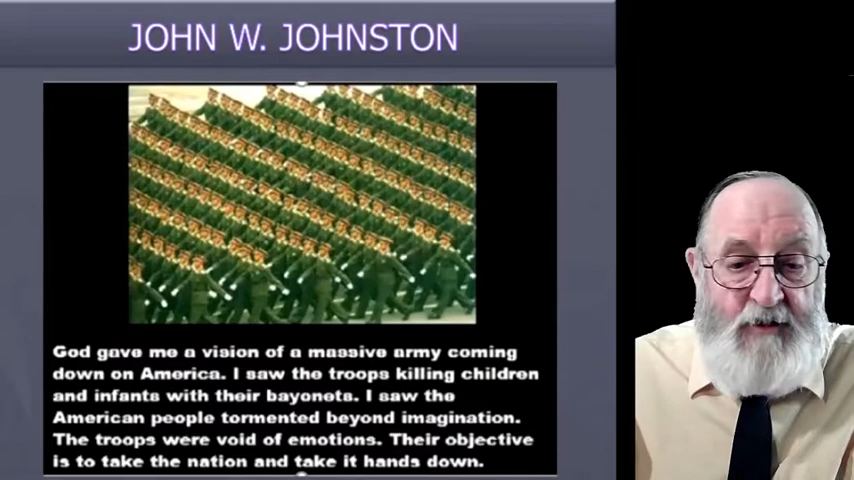 JOHN W. JOHNSTON
God gave me a vision of a massive army coming
down on America. I saw the troops killing children
and infants with their bayonets. I saw the
American people tormented beyond imagination.
The troops were void of emotions. Their objective
is to take the nation and take it hands down.